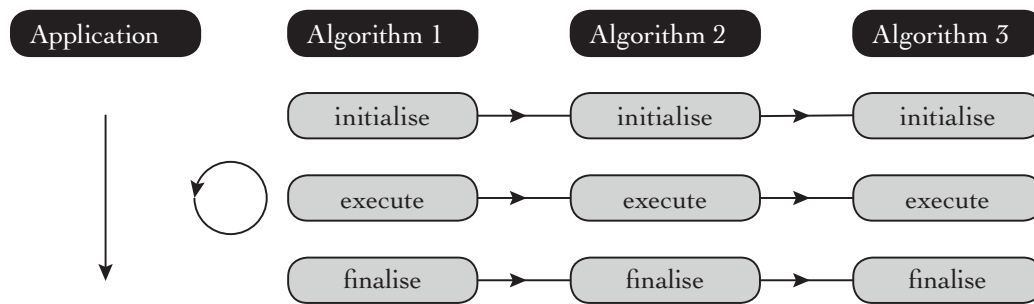 Application Algorithm 1 Algorithm 2 Algorithm 3
initialise initialise initialise
execute execute execute
finalise finalise finalise